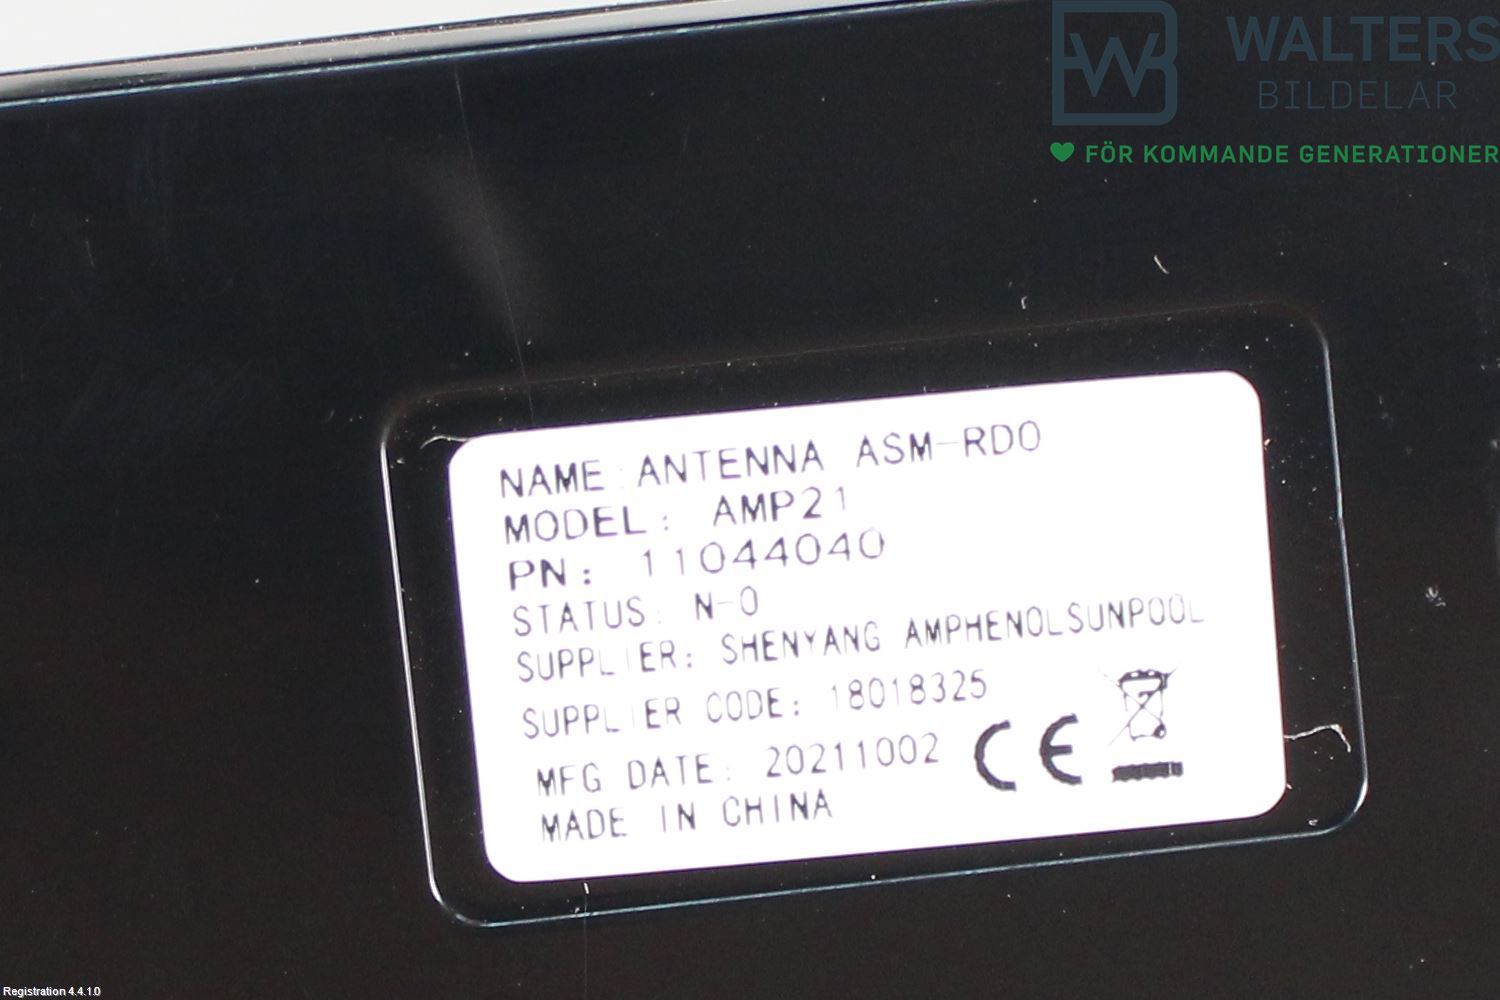 WALTERS
BILDELAR
FÖR KOMMANDE GENERATIONER
NAME: ANTENNA ASM-RDO
MODEL: AMP21
PN: 11044040
STATUS: N-0
SUPPLIER: SHENYANG AMPHENOLSUNPOOL
SUPPLIER CODE: 18018325
MFG DATE: 20211002
CE
MADE IN CHINA
Registration 4.4.1.0